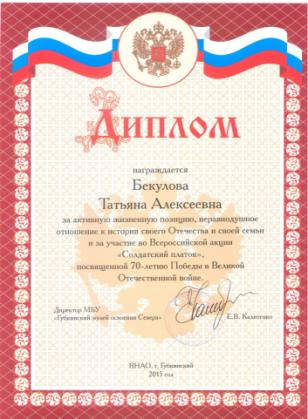 Диплом
награждается
Бекулова
Татьяна Алексеевна
за активную жизненную позицию, неравнодушное
отношение к истории своего Отечества и своей семьи
и за участие во Всероссийской акции
«Солдатский платок»,
посвященной 70-летию Победы в Великой
Отечественной войне.
Директор МБУ
«Губкинский музей освоения Севера»
Е.В.
ЯНАО, г. Губкинский
2015 год